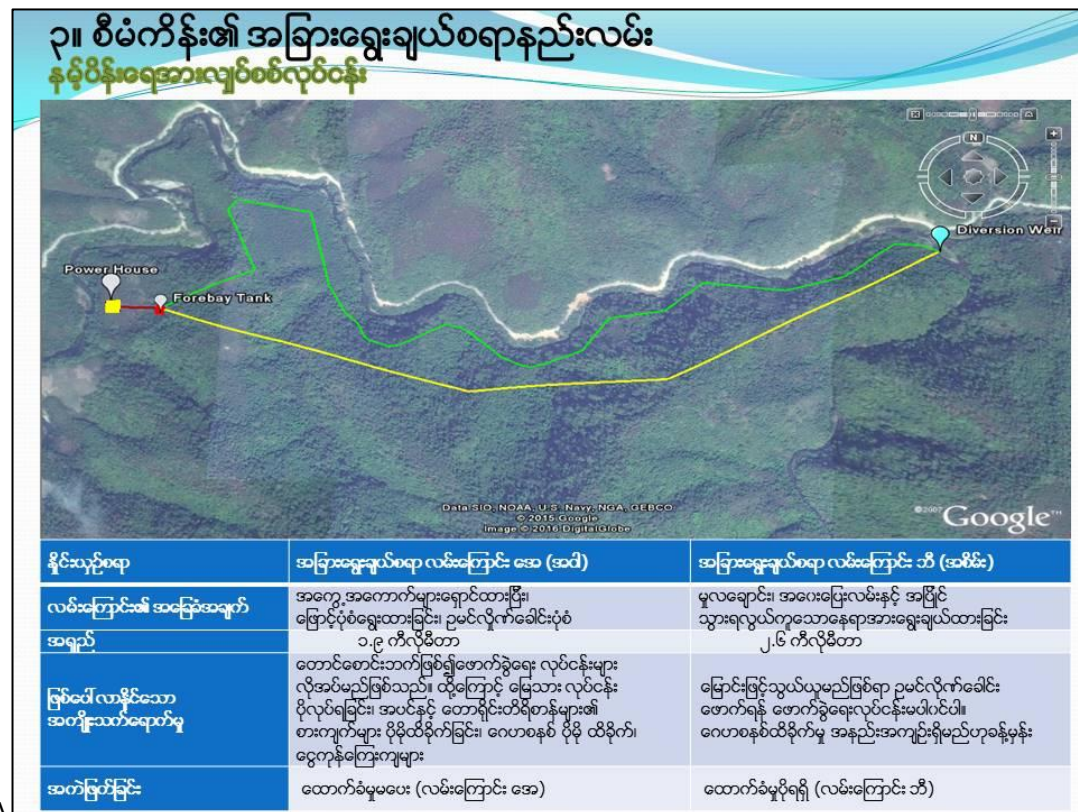 ၃။ စီမံကိန်း၏ အခြားရွေးချယ်စရာနည်းလမ်း
နမ့်ပိန်းရေအားလျှပ်စစ်လုပ်ငန်း
N
Diversion Weir
Power House
Forebay Tank
Data SIO, NOAA, U.S. Navy, NGA, GEBCO
© 2015 Google
Image © 2016 DigitalGlobe
©2007 Google™
နှိုင်းယှဉ်စရာ
အခြားရွေးချယ်စရာ လမ်းကြောင်း အေ (အဝါ)
အခြားရွေးချယ်စရာ လမ်းကြောင်း ဘီ (အစိမ်း)
လမ်းကြောင်း၏ အခြေခံအချက်
အကွေ့အကောက်များရှောင်ထားပြီး၊
ဖြောင့်ပုံစံရွေးထားခြင်း၊ ဥမင်လှိုဏ်ခေါင်းပုံစံ
မူလချောင်း၊ အပေးပြေးလမ်းနှင့် အပြိုင်
သွားရလွယ်ကူသောနေရာအားရွေးချယ်ထားခြင်း
အရှည်
၁.၉ ကီလိုမီတာ
၂.၆ ကီလိုမီတာ
ဖြစ်ပေါ်လာနိုင်သော
အကျိုးသက်ရောက်မှု
တောင်စောင်းဘက်ဖြစ်၍ဖောက်ခွဲရေး လုပ်ငန်းများ
လိုအပ်မည်ဖြစ်သည်။ ထို့ကြောင့် မြေသား လုပ်ငန်း
ပိုလုပ်ရခြင်း၊ အပင်နှင့် တောရိုင်းတိရိစာန်များ၏
စားကျက်များ ပိုမိုထိခိုက်ခြင်း၊ ဂေဟစနစ် ပိုမို ထိခိုက်၊
ငွေကုန်ကြေးကျများ
မြောင်းဖြင့်သွယ်ယူမည်ဖြစ်ရာ ဥမင်လှိုဏ်ခေါင်း
ဖောက်ရန် ဖောက်ခွဲရေးလုပ်ငန်းမပါဝင်ပါ။
ဂေဟစနစ်ထိခိုက်မှု အနည်းအကျဉ်းရှိမည်ဟုခန့်မှန်း
အကဲဖြတ်ခြင်း
ထောက်ခံမှုမပေး (လမ်းကြောင်း အေ)
ထောက်ခံမှုပိုရရှိ (လမ်းကြောင်း ဘီ)